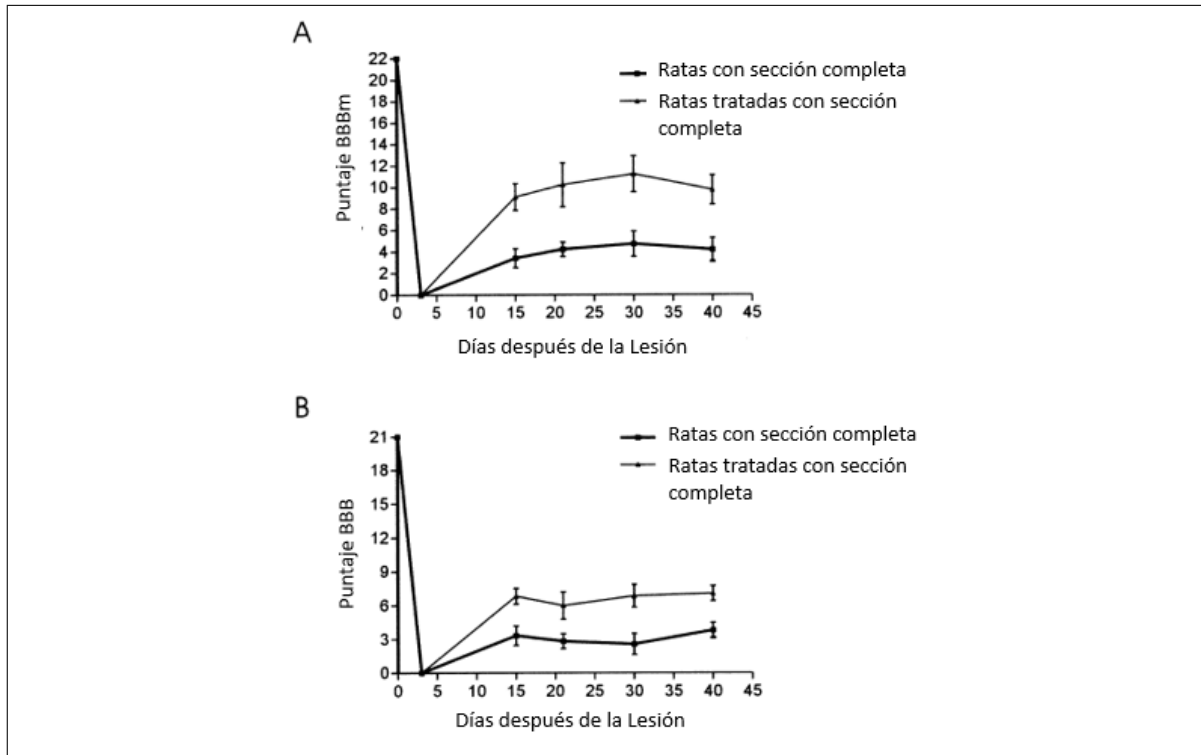 A
22
20
18
16
14
12
10
8
6
4
2
0
Puntaje BBBm
Ratas con sección completa
Ratas tratadas con sección
completa
0 5 10 15 20 25 30 35 40 45
Días después de la Lesión
B
21
18
15
12
9
6
3
0
Puntaje BBB
Ratas con sección completa
Ratas tratadas con sección
completa
0 5 10 15 20 25 30 35 40 45
Días después de la Lesión